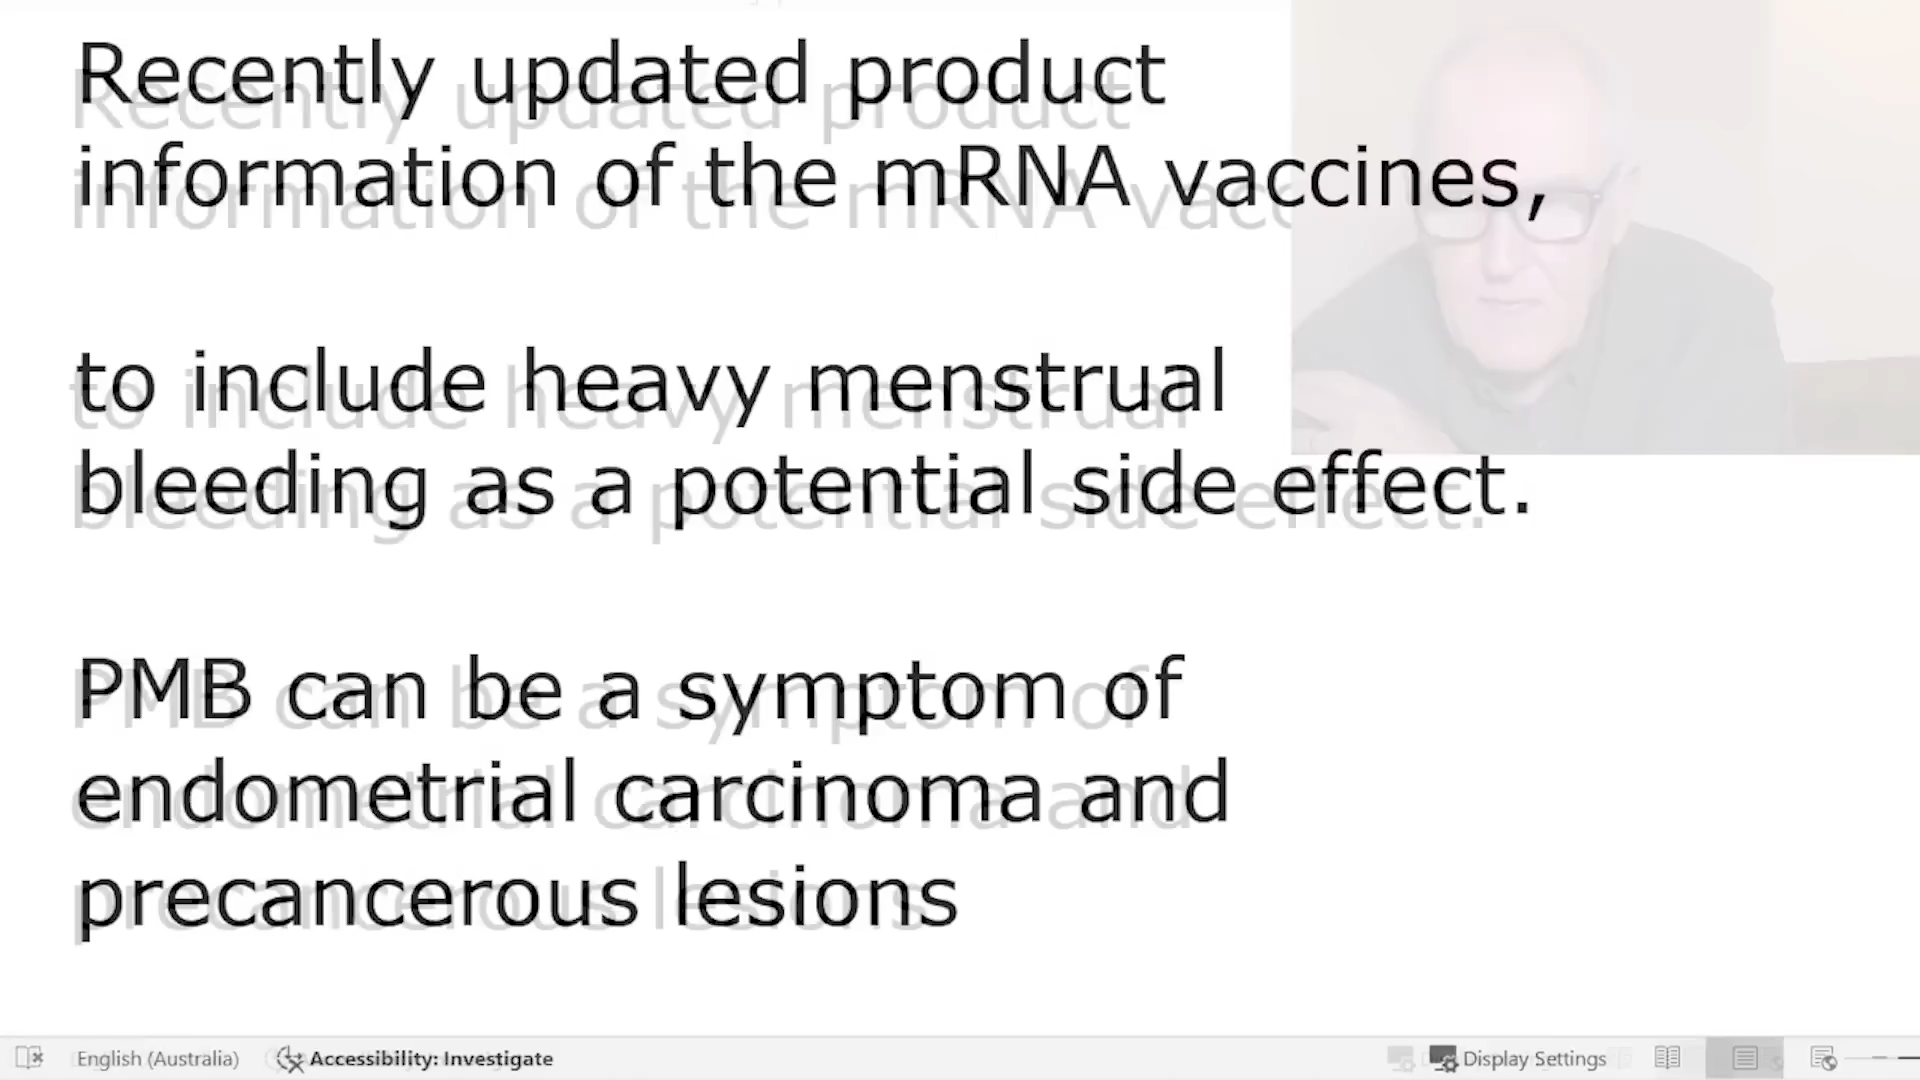 Recently updated product
information of the mRNA vaccines,
to include heavy menstrual
bleeding as a potential side effect.
PMB can be a symptom of
endometrial carcinoma and
precancerous lesions
English (Australia) Accessibility: Investigate Display Settings